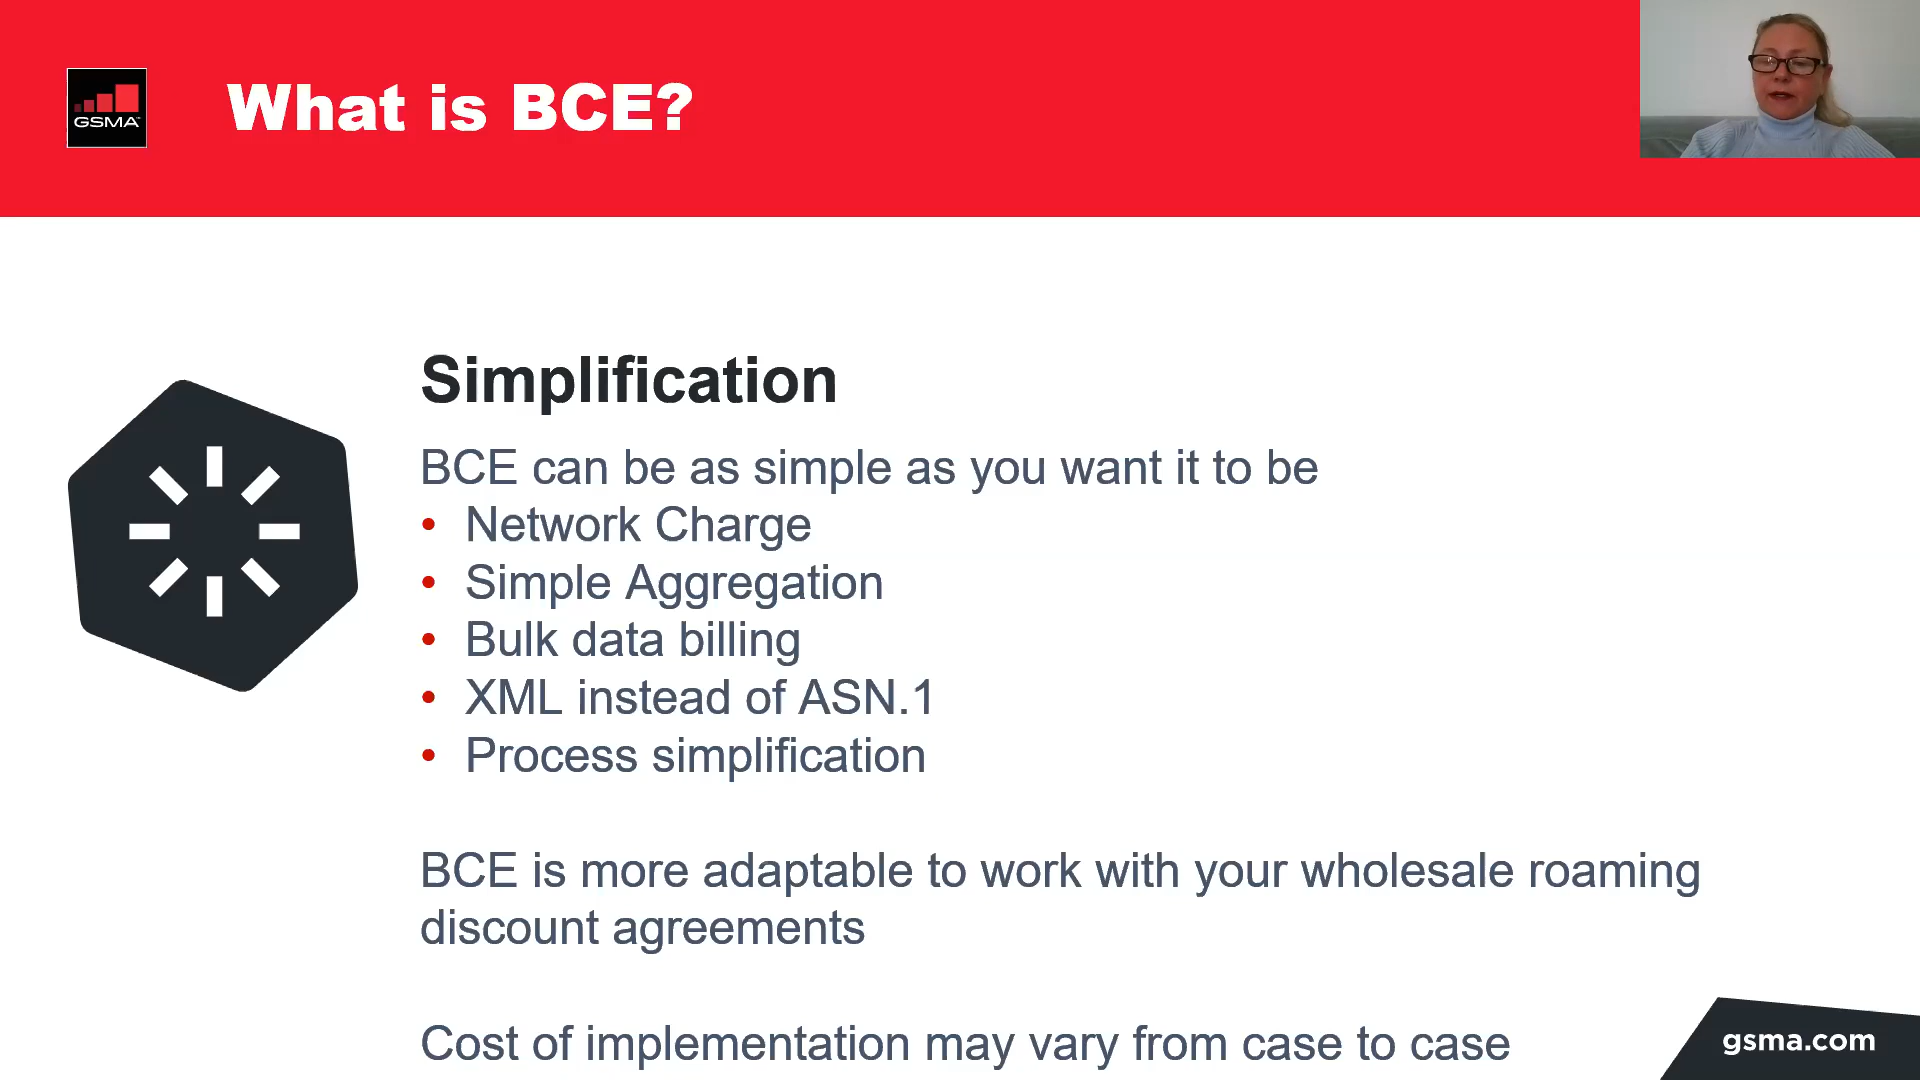 GSMA
What is BCE?
Simplification
BCE can be as simple as you want it to be
• Network Charge
• Simple Aggregation
• Bulk data billing
• XML instead of ASN.1
• Process simplification
BCE is more adaptable to work with your wholesale roaming
discount agreements
Cost of implementation may vary from case to case
gsma.com